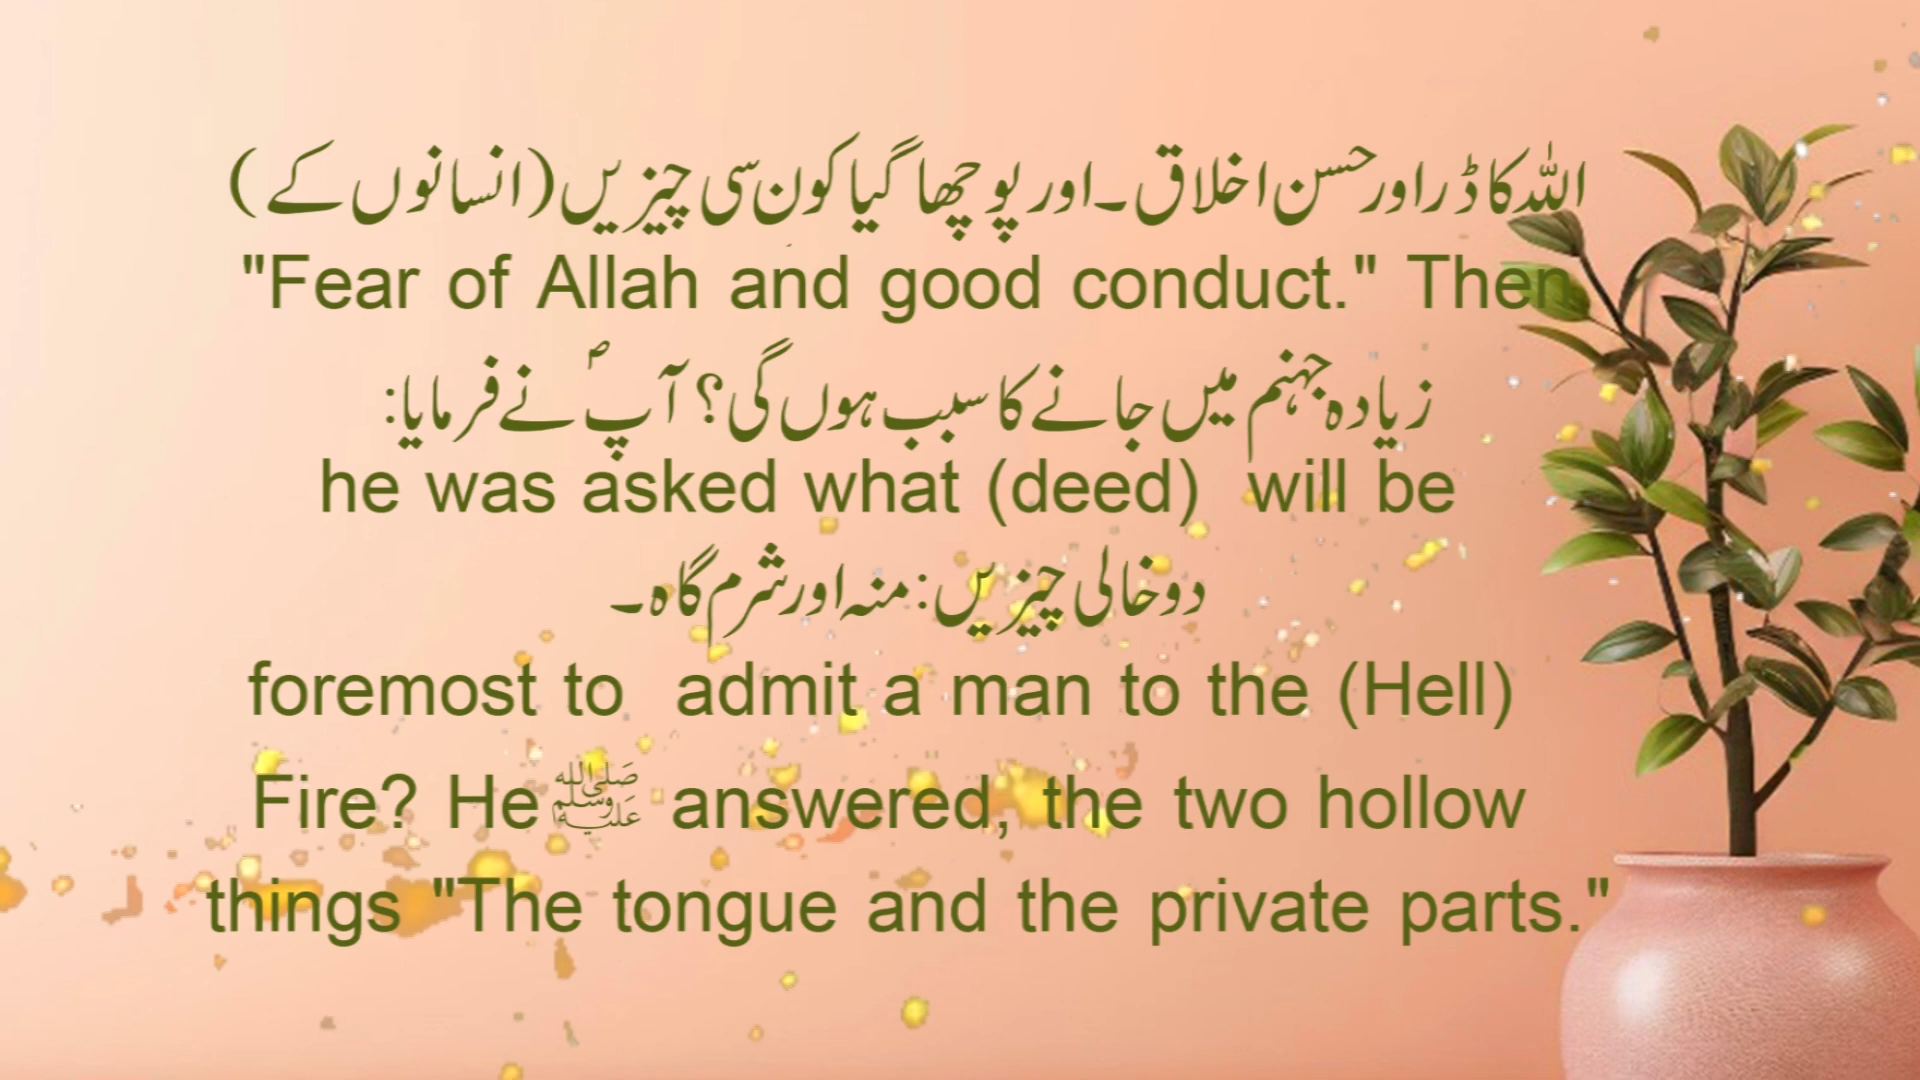 اللہ کا ڈر اور حسن اخلاق۔ اور پوچھا گیا کون سی چیزیں (انسانوں کے)
"Fear of Allah and good conduct." Then
زیادہ جہنم میں جانے کا سبب ہوں گی؟ آپؐ نے فرمایا:
he was asked what (deed) will be
دو خالی چیزیں: منہ اور شرم گاہ۔
foremost to admit a man to the (Hell)
Fire? He ﷺ answered, the two hollow
things "The tongue and the private parts."